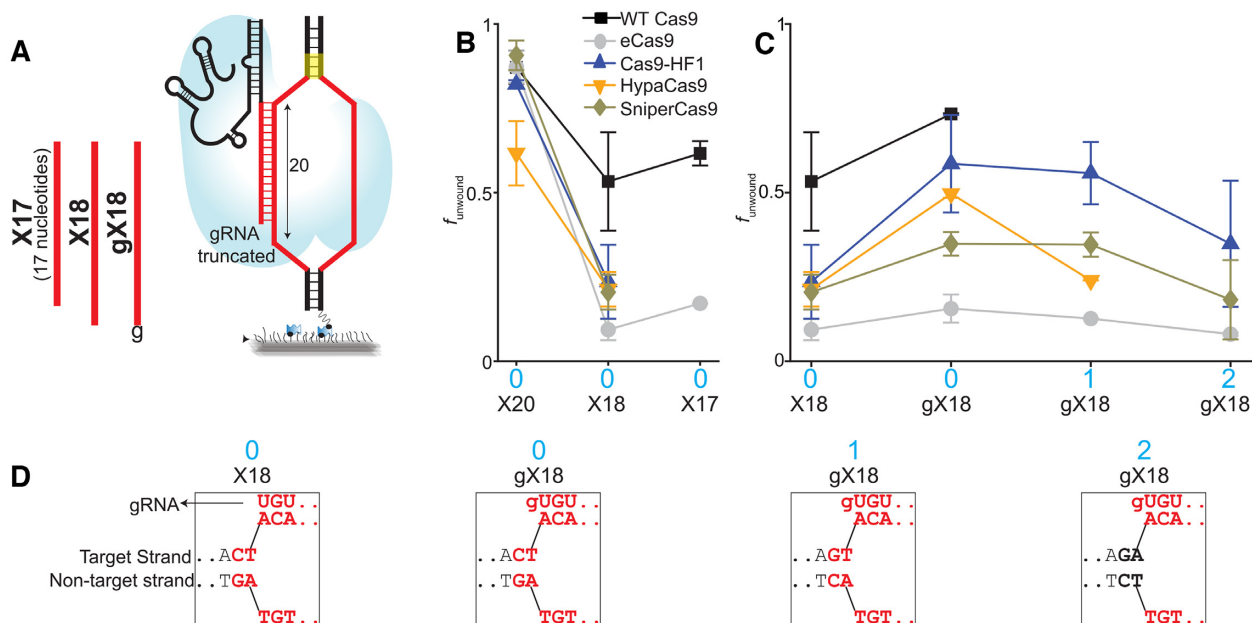 A
X17
(17 nucleotides)
X18
gX18
g
20
gRNA
truncated
B
1
0.5
0
f unwound
WT Cas9
eCas9
Cas9-HF1
HypaCas9
SniperCas9
0 0 0
X20 X18 X17
C
1
0.5
0
f unwound
0 0 1 2
X18 gX18 gX18 gX18
D
0
X18
gRNA
UGU..
ACA..
Target Strand
..ACT
Non-target strand
..TGA
TGT..
0
gX18
gUGU..
ACA..
..ACT
..TGA
TGT..
1
gX18
gUGU..
ACA..
..AGT
..TCA
TGT..
2
gX18
gUGU..
ACA..
..AGA
..TCT
TGT..